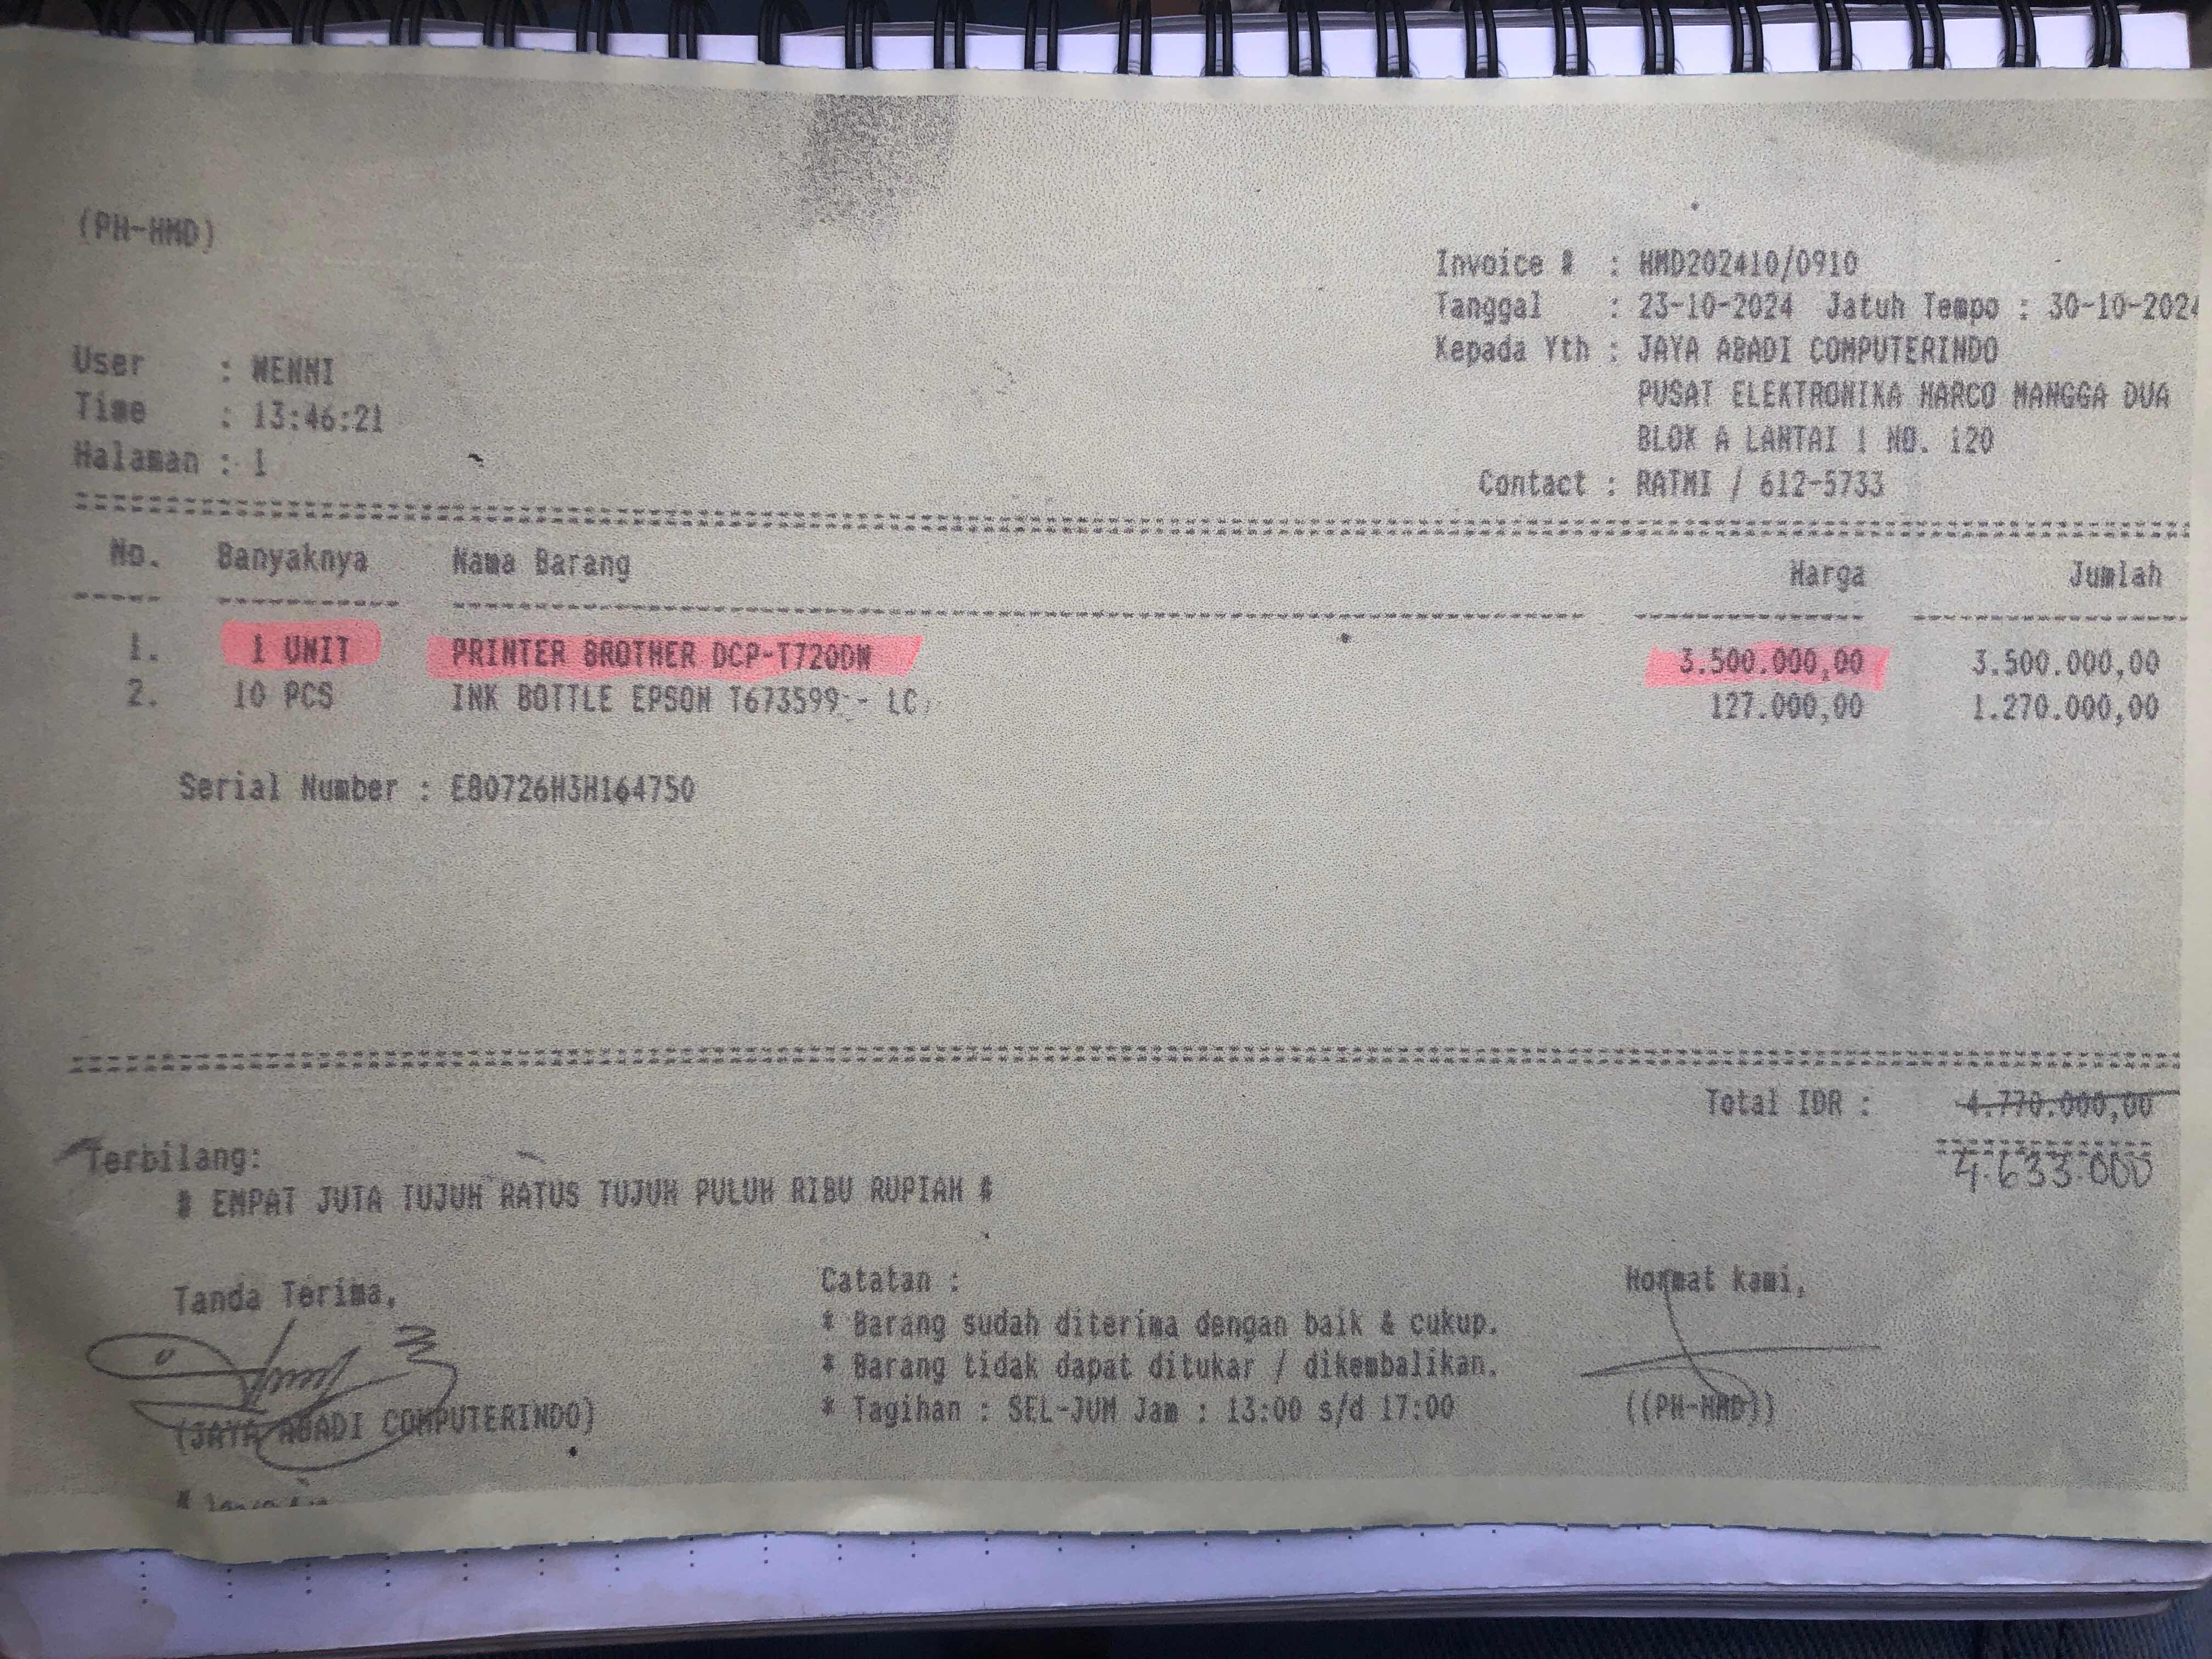 (PH-HMD)
Invoice # : HMD202410/0910
Tanggal : 23-10-2024 Jatuh Tempo : 30-10-2024
Kepada Yth : JAYA ABADI COMPUTERINDO
PUSAT ELEKTRONIKA HARCO MANGGA DUA
BLOK A LANTAI 1 NO. 120
Contact : RATMI / 612-5733
User : WENNI
Time : 13:46:21
Halaman : 1
No. Banyaknya Nama Barang Harga Jumlah
1. 1 UNIT PRINTER BROTHER DCP-T720DW 3.500.000,00 3.500.000,00
2. 10 PCS INK BOTTLE EPSON T673599 - LC 127.000,00 1.270.000,00
Serial Number : E80726H3H164750
Total IDR : 4.770.000,00
4.633.000
Terbilang:
# EMPAT JUTA TUJUH RATUS TUJUH PULUH RIBU RUPIAH #
Tanda Terima,
(JAYA ABADI COMPUTERINDO)
Catatan :
* Barang sudah diterima dengan baik & cukup.
* Barang tidak dapat ditukar / dikembalikan.
* Tagihan : SEL-JUM Jam : 13:00 s/d 17:00
Hormat kami,
((PH-HMD))